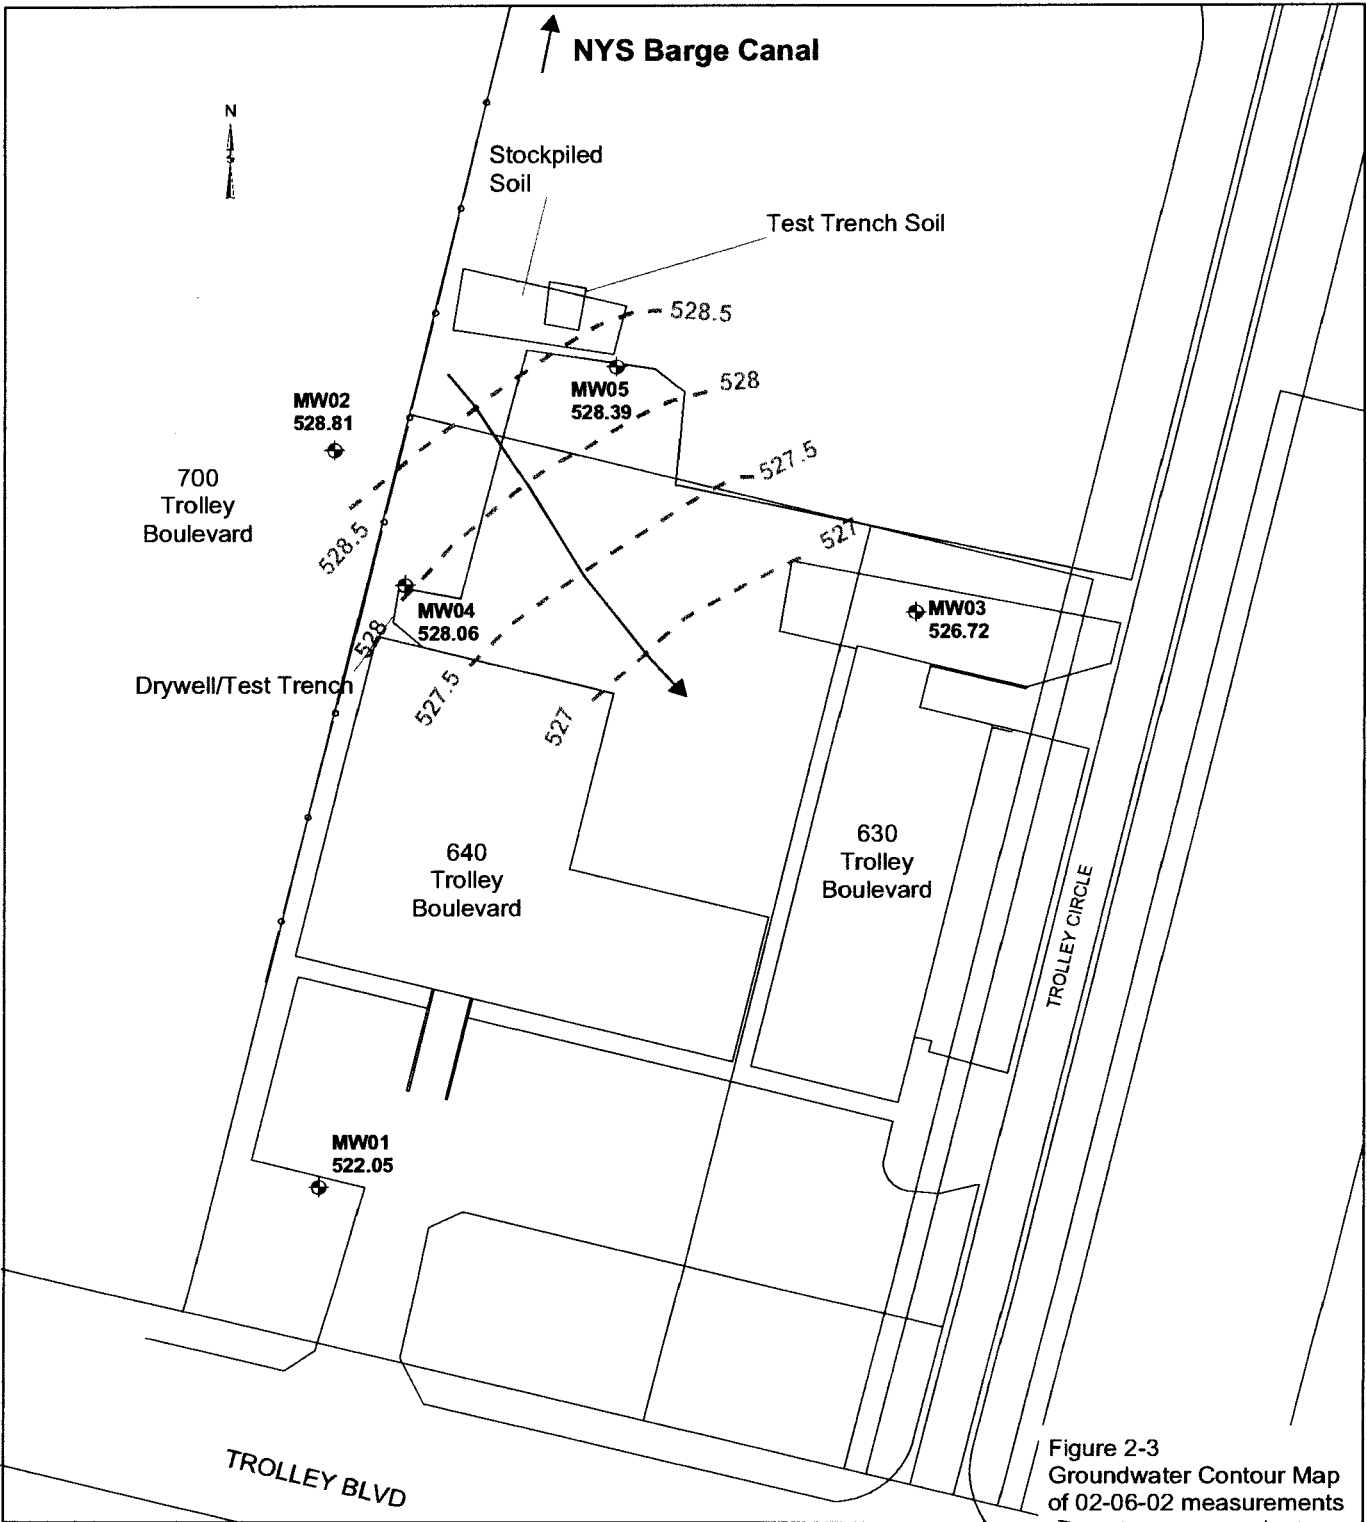 NYS Barge Canal
N
Stockpiled
Soil
Test Trench Soil
528.5
528
MW05
528.39
MW02
528.81
527.5
700
Trolley
Boulevard
528.5
527
MW04
528.06
MW03
526.72
528
Drywell/Test Trench
527.5
527
640
Trolley
Boulevard
630
Trolley
Boulevard
TROLLEY CIRCLE
MW01
522.05
TROLLEY BLVD
Figure 2-3
Groundwater Contour Map
of 02-06-02 measurements